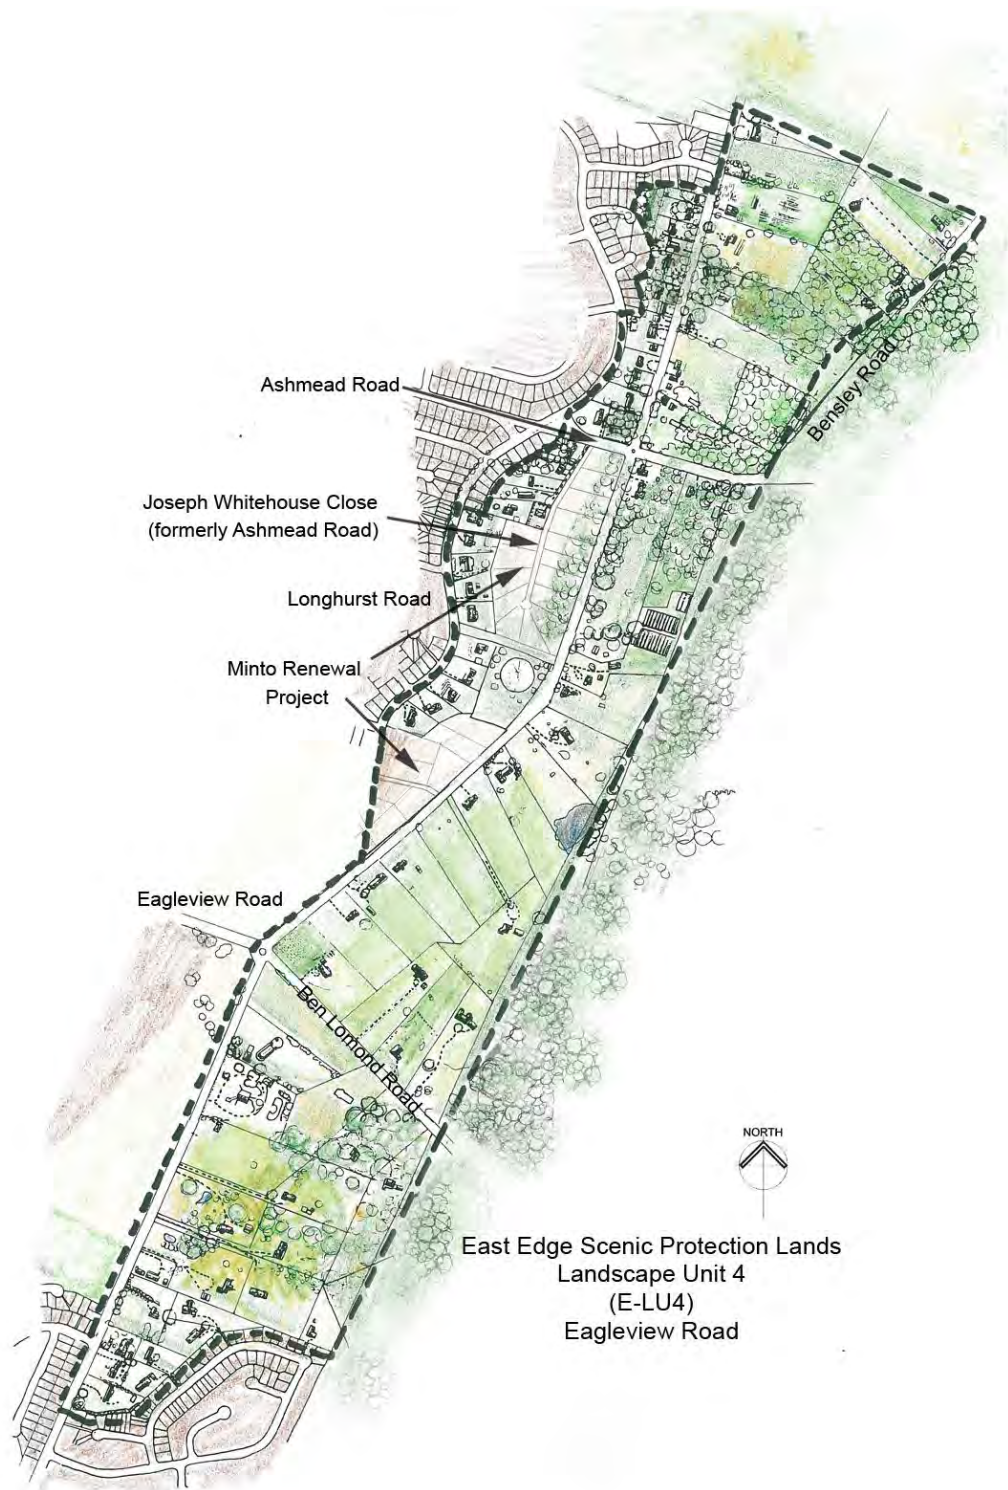 Bensley Road
Ashmead Road
Joseph Whitehouse Close
(formerly Ashmead Road)
Longhurst Road
Minto Renewal
Project
Eagleview Road
Ben Lomond Road
NORTH
East Edge Scenic Protection Lands
Landscape Unit 4
(E-LU4)
Eagleview Road